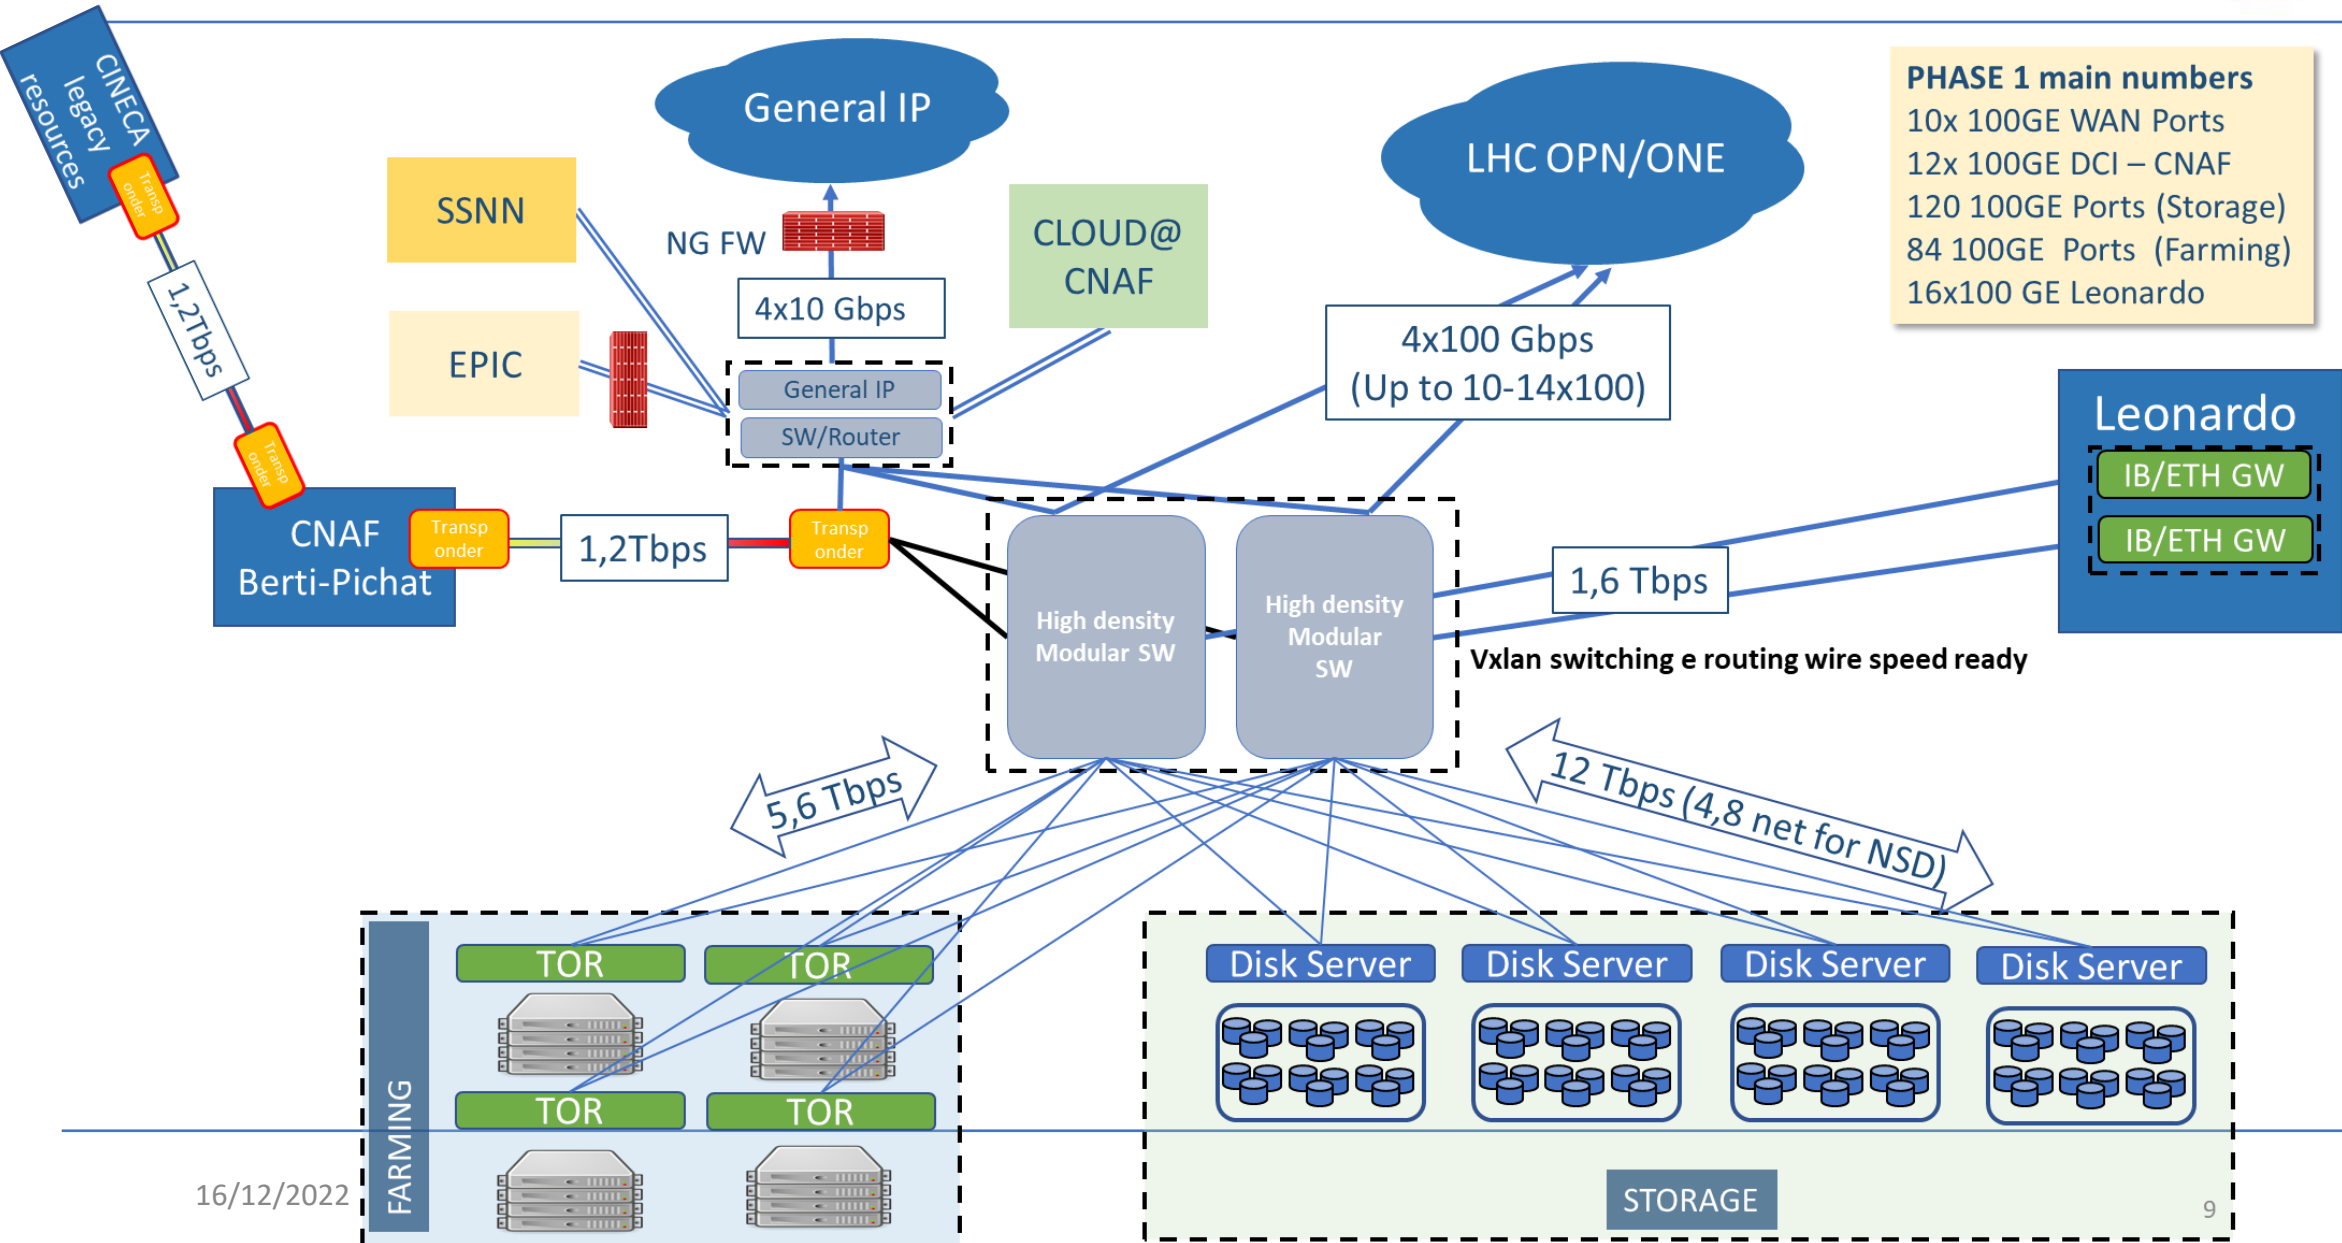 CINECA
legacy
resources
Transp
onder
1,2Tbps
Transp
onder
General IP
LHC OPN/ONE
PHASE 1 main numbers
10x 100GE WAN Ports
12x 100GE DCI – CNAF
120 100GE Ports (Storage)
84 100GE  Ports  (Farming)
16x100 GE Leonardo
SSNN
NG FW
CLOUD@
CNAF
4x10 Gbps
EPIC
General IP
SW/Router
4x100 Gbps
(Up to 10-14x100)
Leonardo
IB/ETH GW
IB/ETH GW
CNAF
Berti-Pichat
Transp
onder
1,2Tbps
Transp
onder
High density
Modular SW
High density
Modular
SW
1,6 Tbps
Vxlan switching e routing wire speed ready
5,6 Tbps
12 Tbps (4,8 net for NSD)
FARMING
TOR
TOR
TOR
TOR
Disk Server
Disk Server
Disk Server
Disk Server
STORAGE
16/12/2022
9